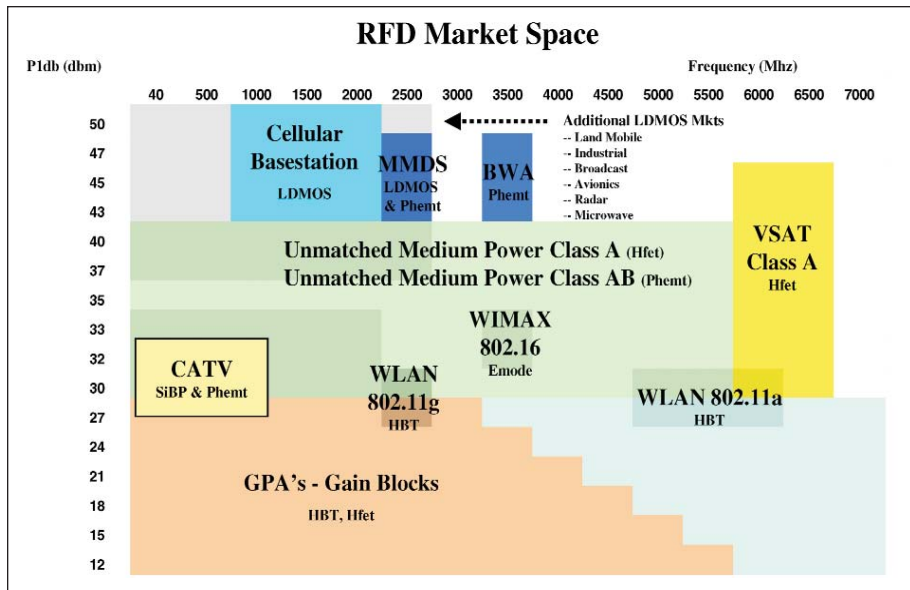 RFD Market Space
P1db (dbm)
Frequency (Mhz)
40 500 1000 2000 2500 3000 3500 4000 4500 5000 5500 6000 7000
50
47
45
43
40
37
35
33
32
30
27
24
21
18
15
12
Cellular
Basestation
LDMOS
MMDS
LDMOS
& Phemt
BWA
Phemt
Additional LDMOS Mkts
-- Land Mobile
-- Industrial
-- Broadcast
-- Avionics
-- Radar
-- Microwave
VSAT
Class A
Hfet
Unmatched Medium Power Class A (Hfet)
Unmatched Medium Power Class AB (Phemt)
WIMAX
802.16
Emode
CATV
SiBP & Phemt
WLAN
802.11g
HBT
WLAN 802.11a
HBT
GPA's - Gain Blocks
HBT, Hfet